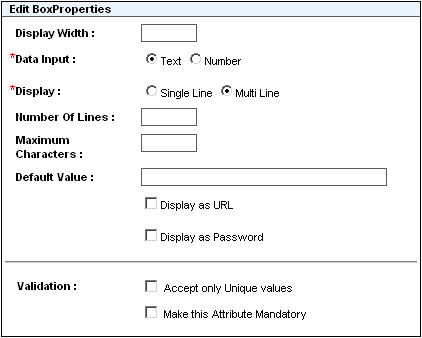 Edit BoxProperties
Display Width :
*Data Input : Text Number
*Display : Single Line Multi Line
Number Of Lines :
Maximum
Characters :
Default Value :
Display as URL
Display as Password
Validation : Accept only Unique values
Make this Attribute Mandatory